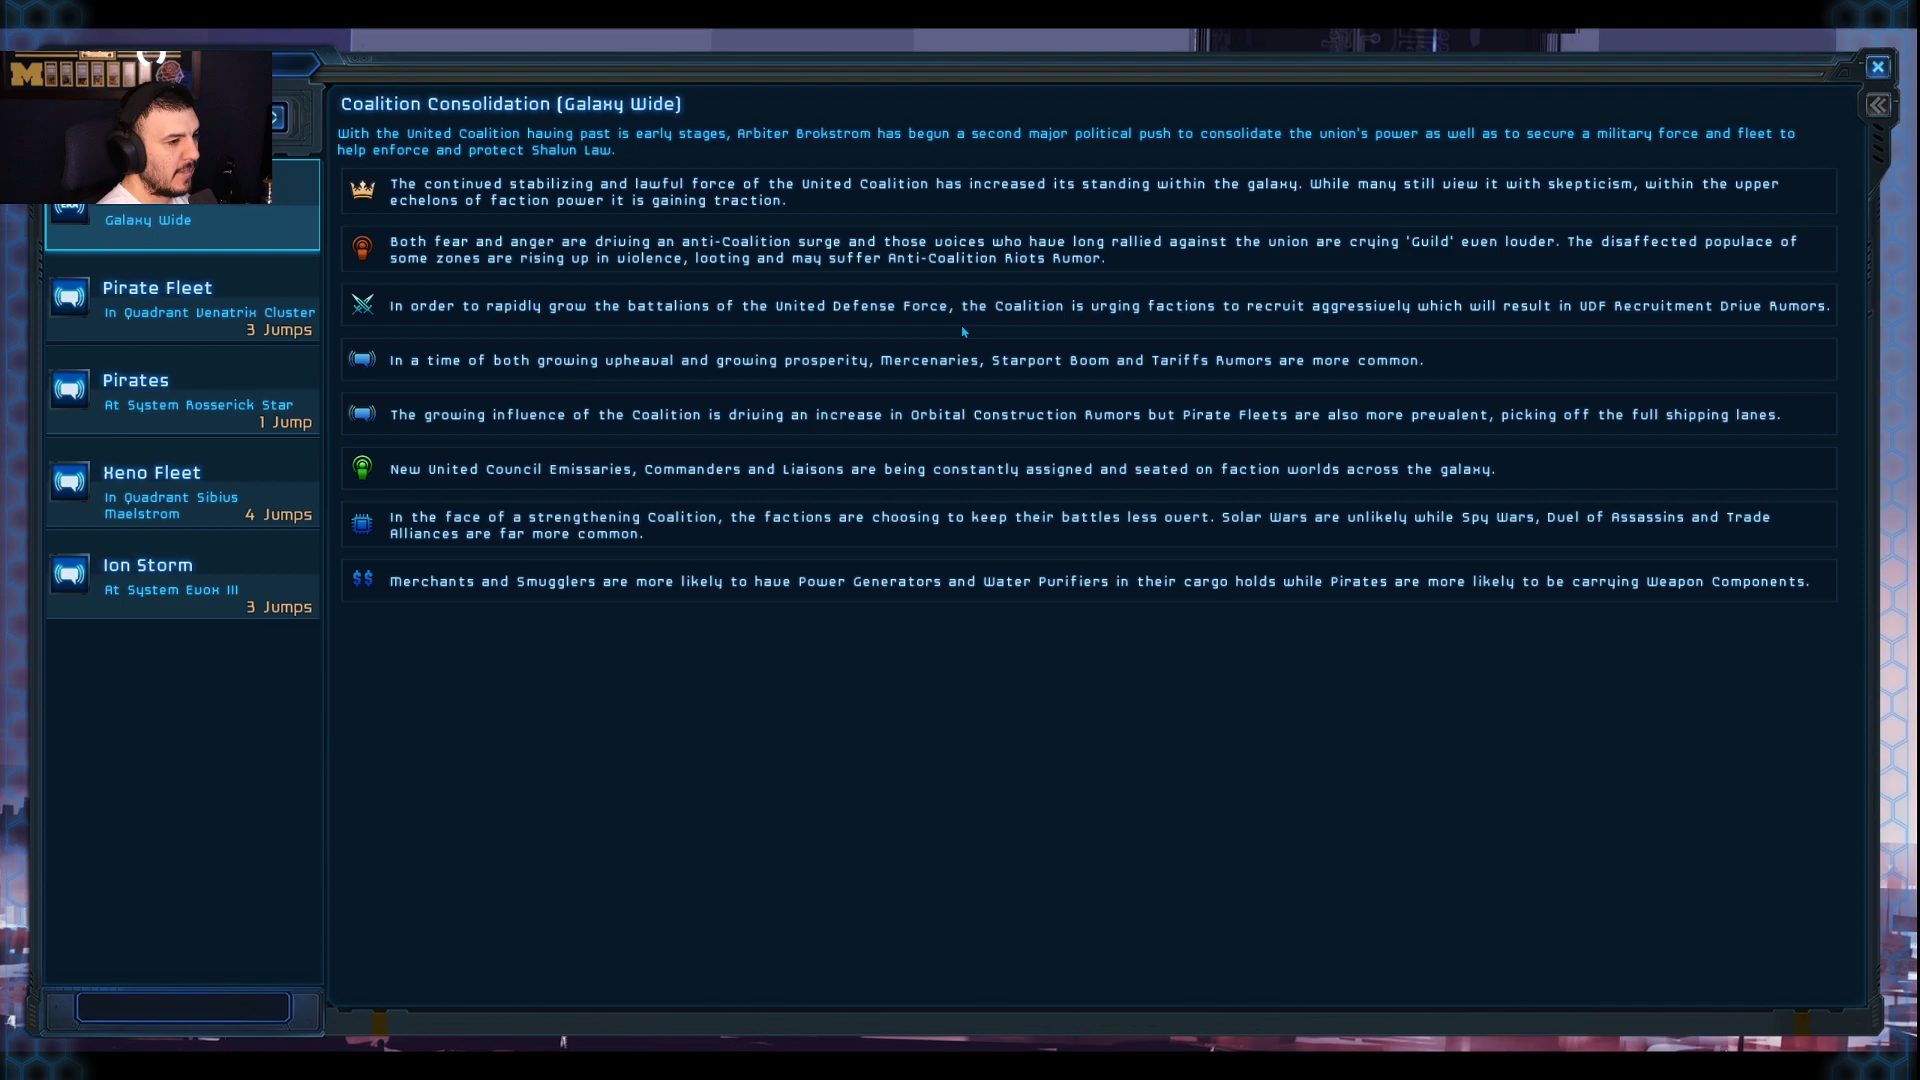 Coalition Consolidation (Galaxy Wide)
With the United Coalition having past is early stages, Arbiter Brokstrom has begun a second major political push to consolidate the union's power as well as to secure a military force and fleet to
help enforce and protect Shalun Law.
The continued stabilizing and lawful force of the United Coalition has increased its standing within the galaxy. While many still view it with skepticism, within the upper
echelons of faction power it is gaining traction.
Both fear and anger are driving an anti-Coalition surge and those voices who have long rallied against the union are crying 'Guild' even louder. The disaffected populace of
some zones are rising up in violence, looting and may suffer Anti-Coalition Riots Rumor.
In order to rapidly grow the battalions of the United Defense Force, the Coalition is urging factions to recruit aggressively which will result in UDF Recruitment Drive Rumors.
In a time of both growing upheaval and growing prosperity, Mercenaries, Starport Boom and Tariffs Rumors are more common.
The growing influence of the Coalition is driving an increase in Orbital Construction Rumors but Pirate Fleets are also more prevalent, picking off the full shipping lanes.
New United Council Emissaries, Commanders and Liaisons are being constantly assigned and seated on faction worlds across the galaxy.
In the face of a strengthening Coalition, the factions are choosing to keep their battles less overt. Solar Wars are unlikely while Spy Wars, Duel of Assassins and Trade
Alliances are far more common.
$$ Merchants and Smugglers are more likely to have Power Generators and Water Purifiers in their cargo holds while Pirates are more likely to be carrying Weapon Components.
M
ERA
Galaxy Wide
Pirate Fleet
In Quadrant Venatrix Cluster
3 Jumps
Pirates
At System Rosserick Star
1 Jump
Xeno Fleet
In Quadrant Sibius
Maelstrom
4 Jumps
Ion Storm
At System Evox III
3 Jumps